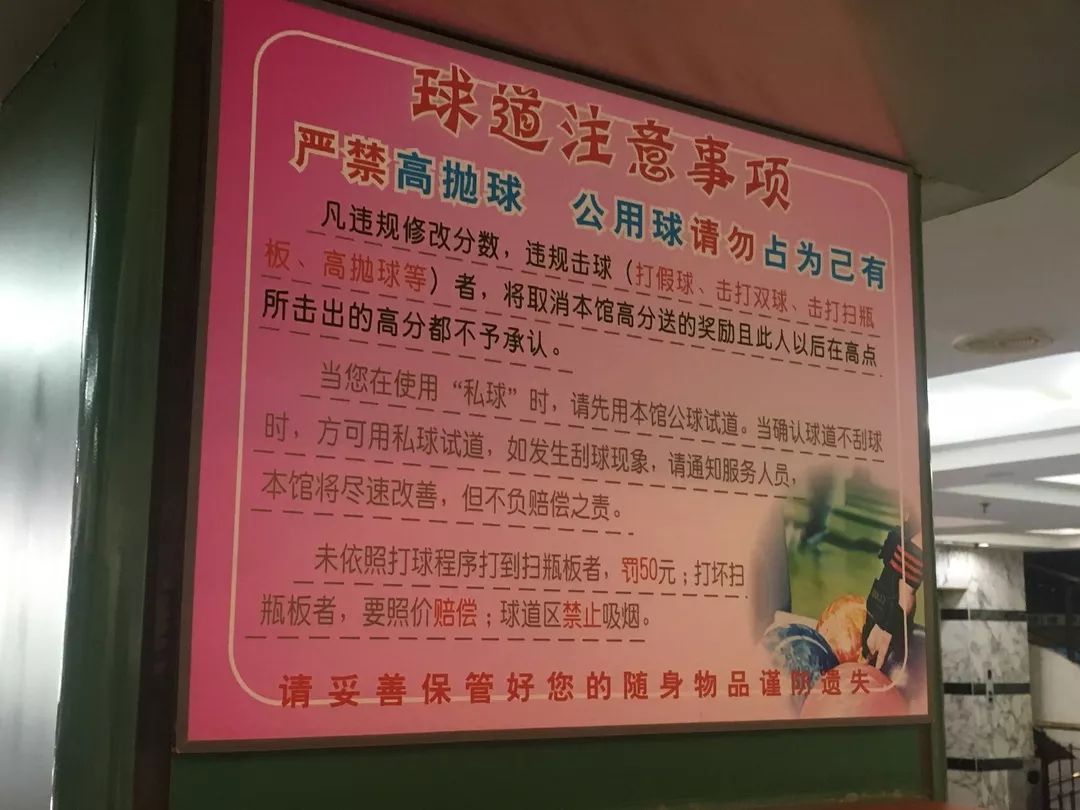 球道注意事项
严禁高抛球 公用球请勿占为己有
凡违规修改分数，违规击球（打假球、击打双球、击打扫瓶
板、高抛球等）者，将取消本馆高分送的奖励且此人以后在高点
所击出的高分都不予承认。
当您在使用“私球”时，请先用本馆公球试道。当确认球道不刮球
时，方可用私球试道，如发生刮球现象，请通知服务人员，
本馆将尽速改善，但不负赔偿之责。
未依照打球程序打到扫瓶板者，罚50元；打坏扫
瓶板者，要照价赔偿；球道区禁止吸烟。
请妥善保管好您的随身物品谨防遗失